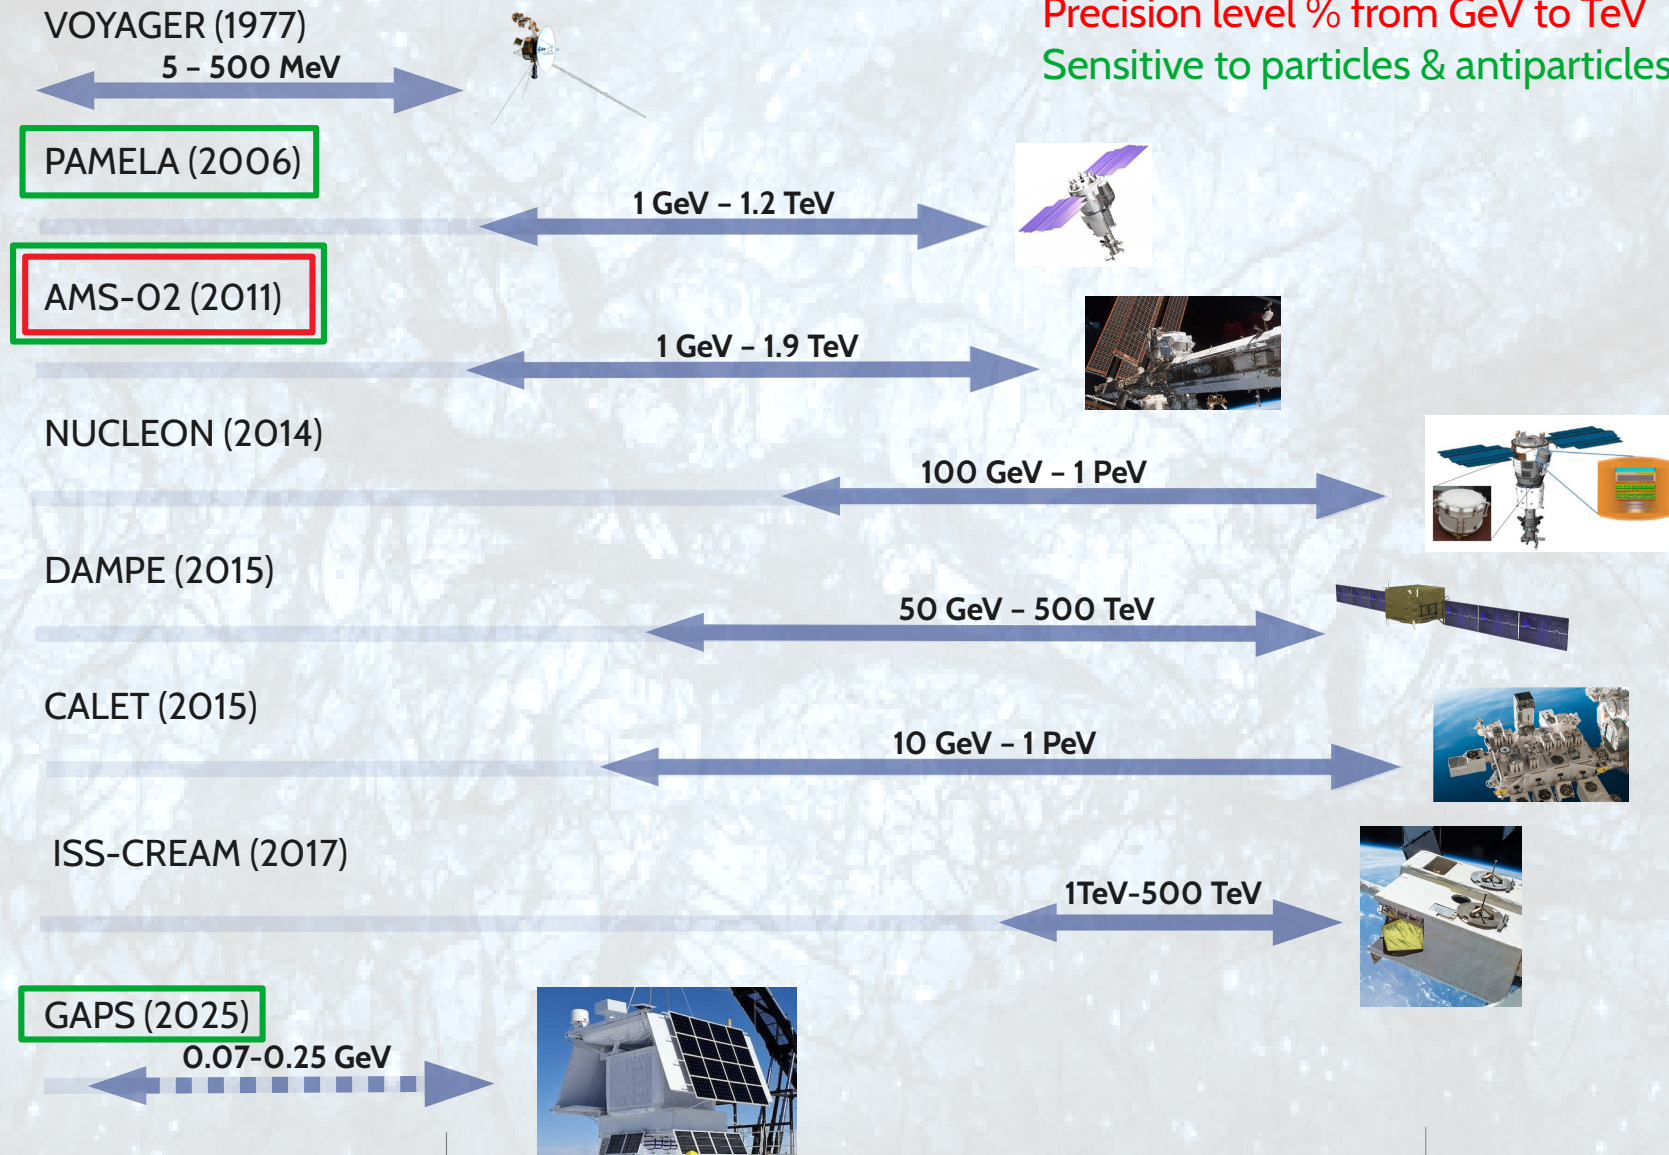 Precision level % from GeV to TeV
Sensitive to particles & antiparticles
VOYAGER (1977)
5 – 500 MeV
PAMELA (2006)
1 GeV – 1.2 TeV
AMS-02 (2011)
1 GeV – 1.9 TeV
NUCLEON (2014)
100 GeV – 1 PeV
DAMPE (2015)
50 GeV – 500 TeV
CALET (2015)
10 GeV – 1 PeV
ISS-CREAM (2017)
1TeV-500 TeV
GAPS (2025)
0.07-0.25 GeV